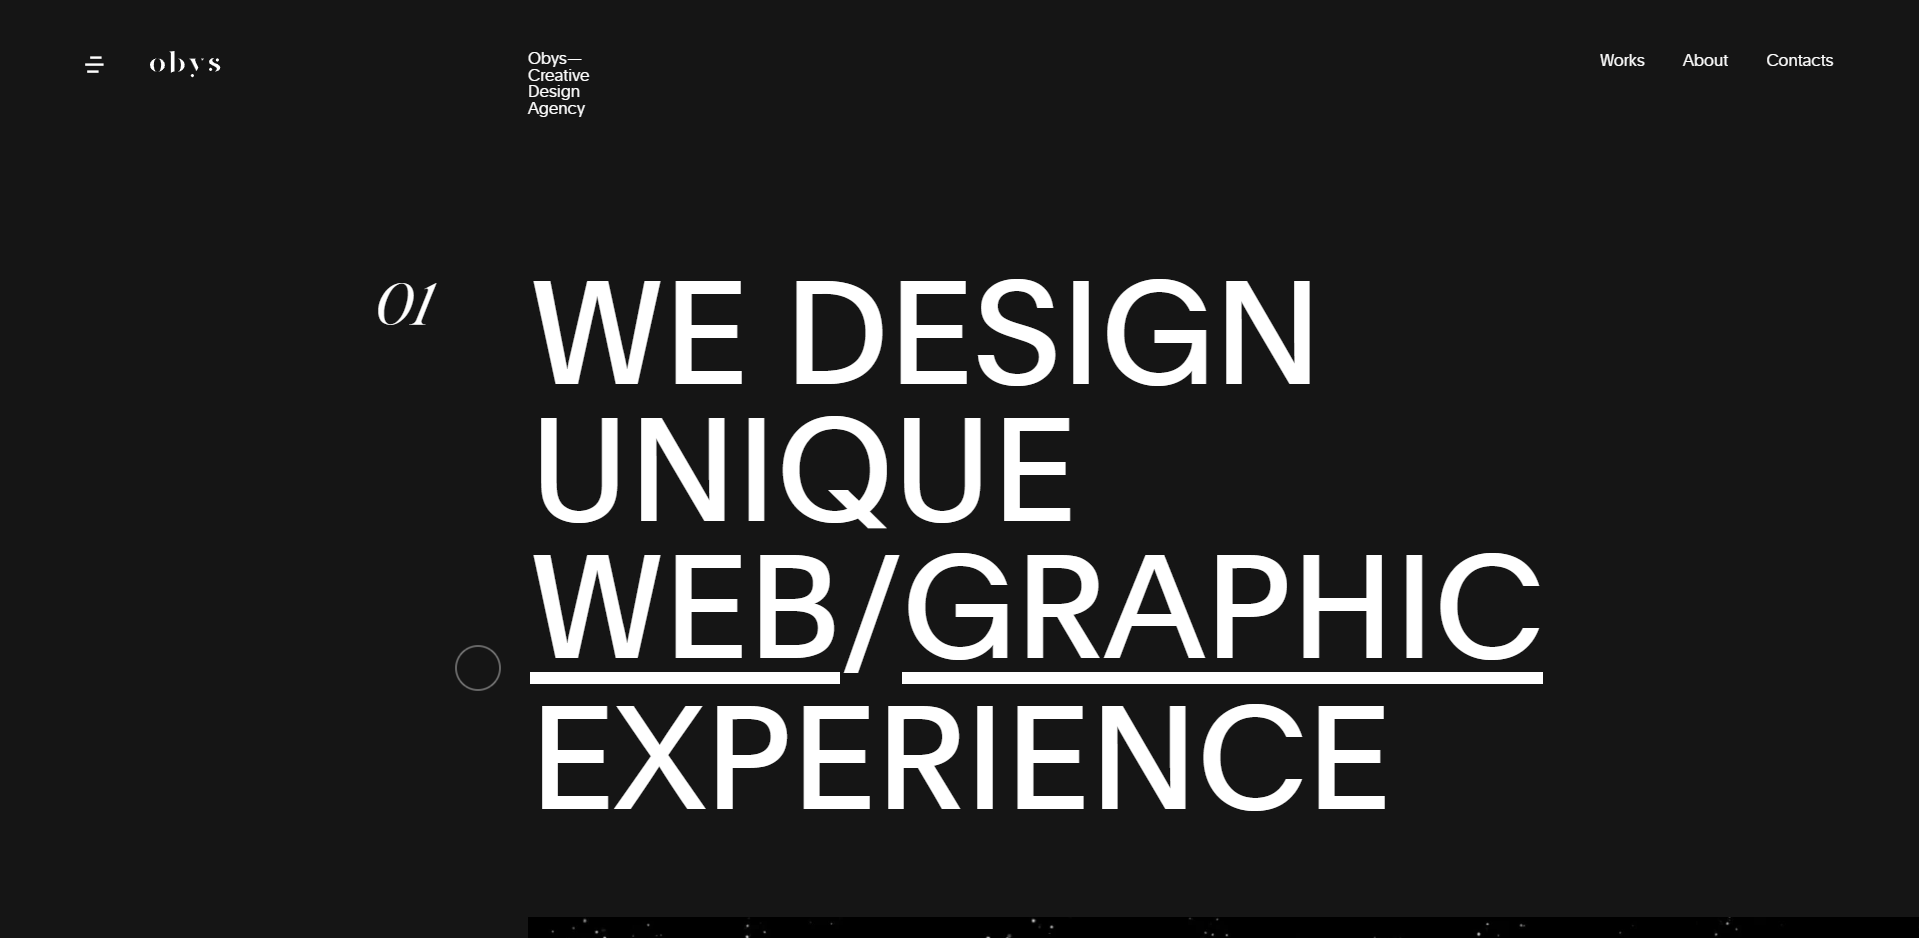 obys
Obys—
Creative
Design
Agency
Works
About
Contacts
01
WE DESIGN
UNIQUE
WEB/GRAPHIC
EXPERIENCE